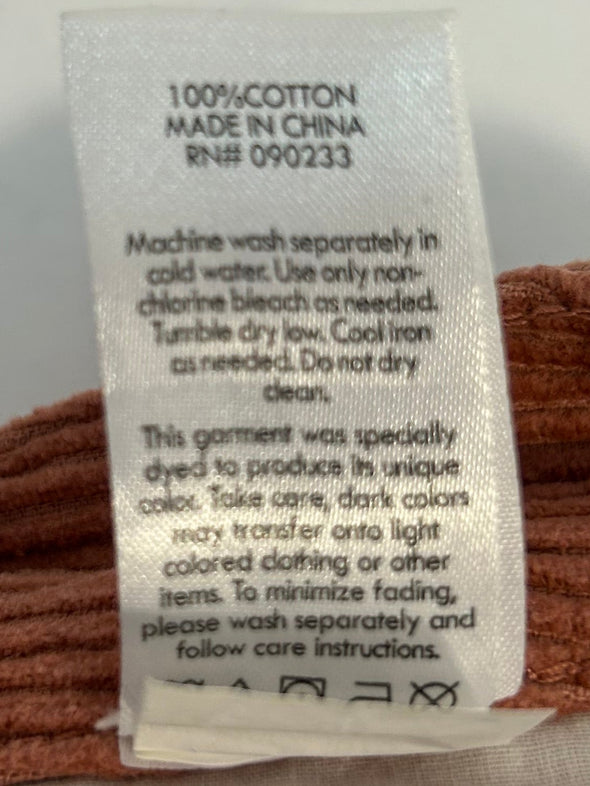 100%COTTON
MADE IN CHINA
RN# 090233
Machine wash separately in
cold water. Use only non-
chlorine bleach as needed.
Tumble dry low. Cool iron
as needed. Do not dry
clean.
This garment was specially
dyed to produce its unique
color. Take care, dark colors
may transfer onto light
colored clothing or other
items. To minimize fading,
please wash separately and
follow care instructions.